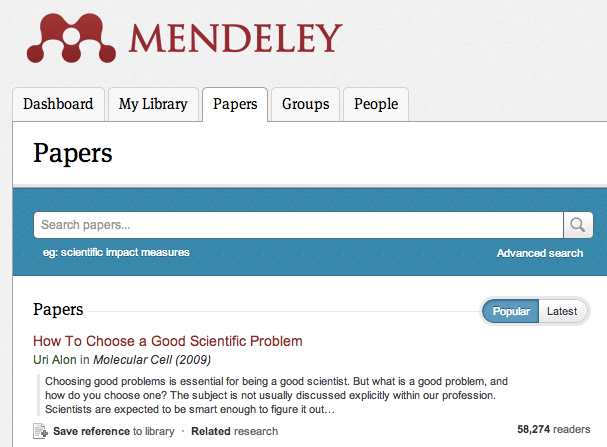 MENDELEY
Dashboard My Library Papers Groups People
Papers
Search papers...
eg: scientific impact measures Advanced search
Papers Popular Latest
How To Choose a Good Scientific Problem
Uri Alon in Molecular Cell (2009)
Choosing good problems is essential for being a good scientist. But what is a good problem, and
how do you choose one? The subject is not usually discussed explicitly within our profession.
Scientists are expected to be smart enough to figure it out…
Save reference to library · Related research 58,274 readers